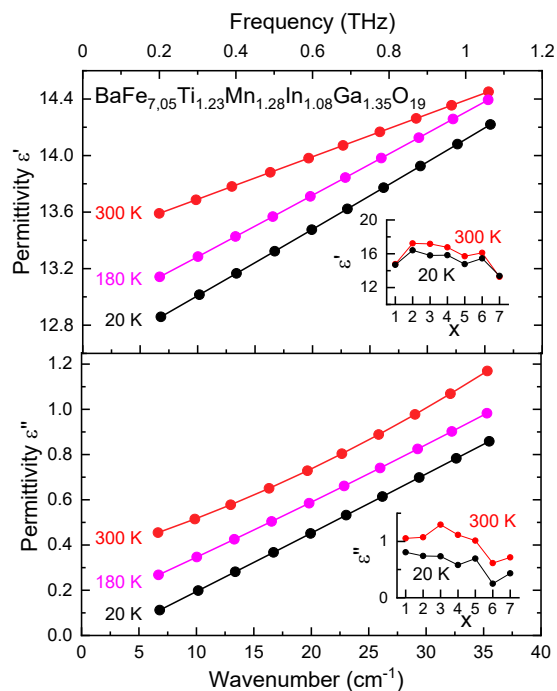 Frequency (THz)
0 0.2 0.4 0.6 0.8 1 1.2
BaFe7,05Ti1.23Mn1.28In1.08Ga1.35O19
Permittivity ε'
14.4
14.0
13.6
13.2
12.8
300 K
180 K
20 K
ε'
20
16
12
300 K
20 K
1 2 3 4 5 6 7
x
Permittivity ε''
1.2
1.0
0.8
0.6
0.4
0.2
0.0
300 K
180 K
20 K
ε''
1
0
300 K
20 K
1 2 3 4 5 6 7
x
0 5 10 15 20 25 30 35 40
Wavenumber (cm-1)